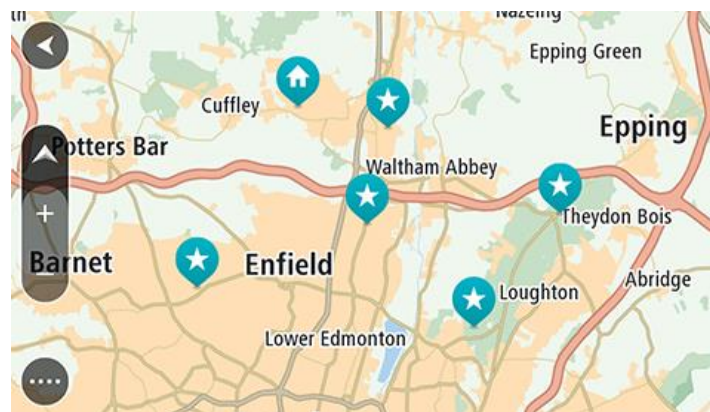 Nazeing
Epping Green
Cuffley
Epping
Potters Bar
Waltham Abbey
Theydon Bois
Barnet
Enfield
Loughton
Abridge
Lower Edmonton